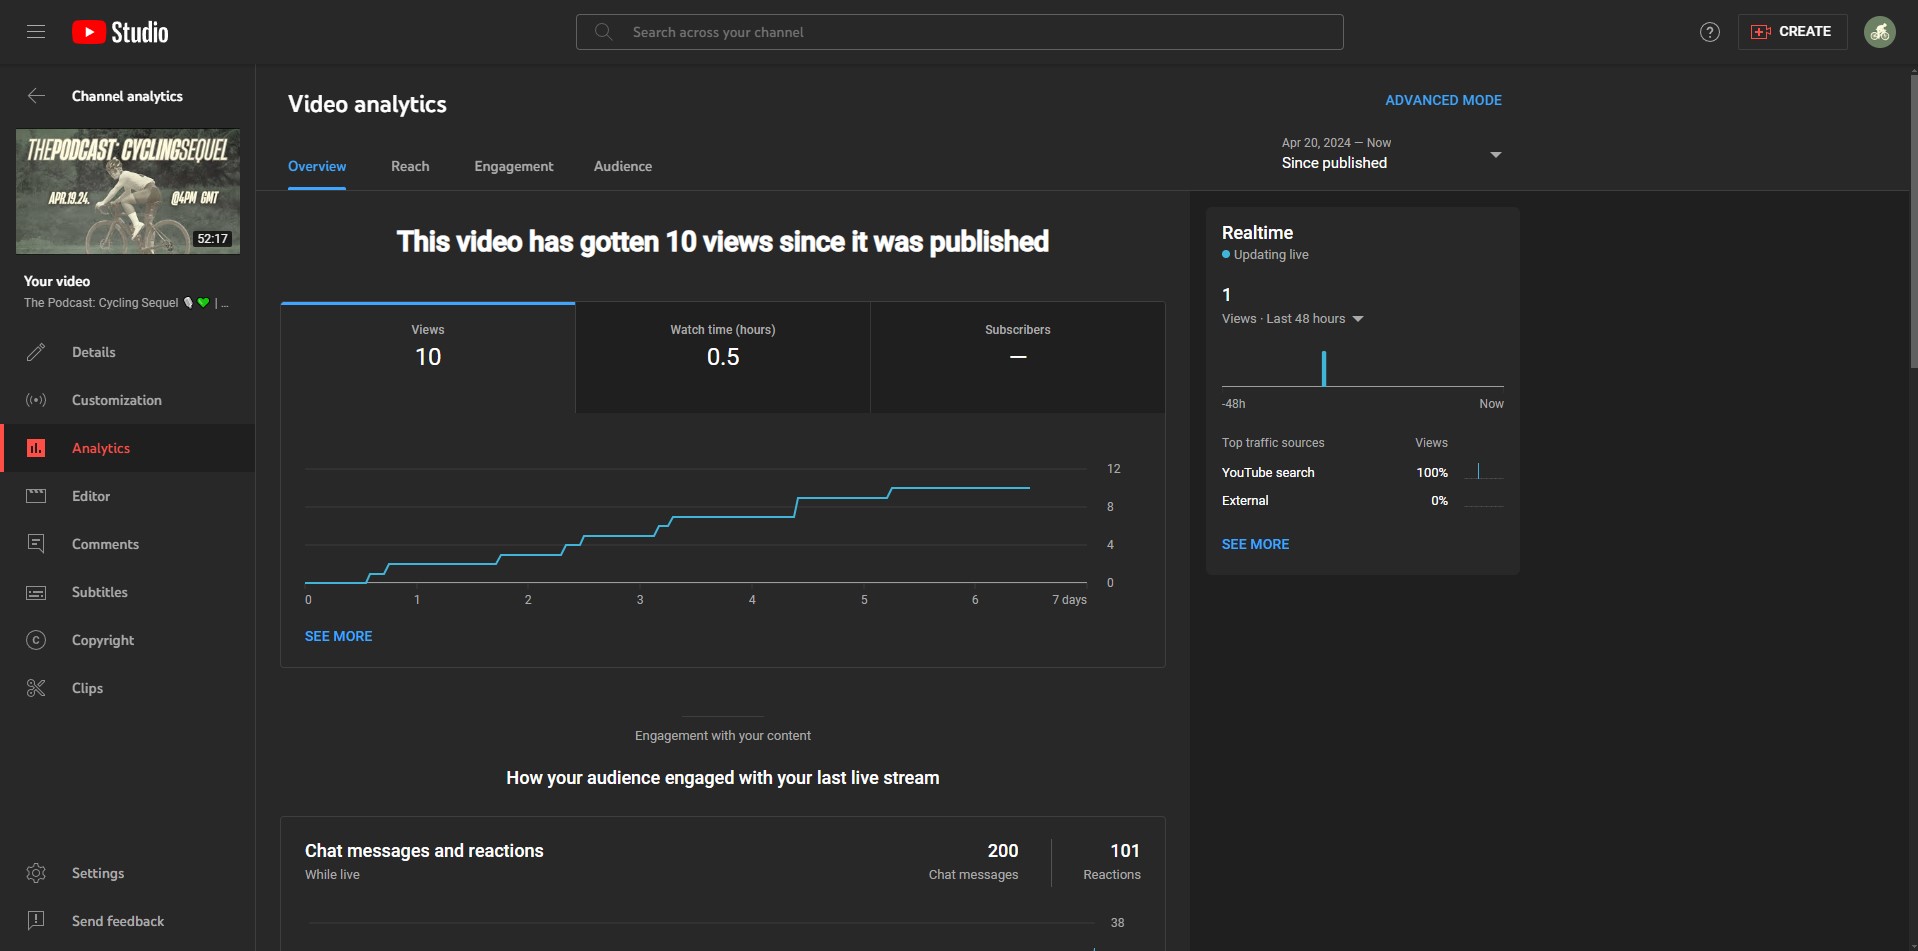 Studio
Search across your channel
CREATE
Channel analytics
THEPODCAST: CYCLINGSEQUEL
APR.19.24.
@4PM GMT
52:17
Your video
The Podcast: Cycling Sequel 🎙️💚 | ...
Details
Customization
Analytics
Editor
Comments
Subtitles
Copyright
Clips
Settings
Send feedback
Video analytics
ADVANCED MODE
Overview
Reach
Engagement
Audience
Apr 20, 2024 – Now
Since published
This video has gotten 10 views since it was published
Views
10
Watch time (hours)
0.5
Subscribers
—
12
8
4
0
0 1 2 3 4 5 6 7 days
SEE MORE
Engagement with your content
How your audience engaged with your last live stream
Chat messages and reactions
While live
200
Chat messages
101
Reactions
38
Realtime
Updating live
1
Views · Last 48 hours
-48h Now
Top traffic sources Views
YouTube search 100%
External 0%
SEE MORE